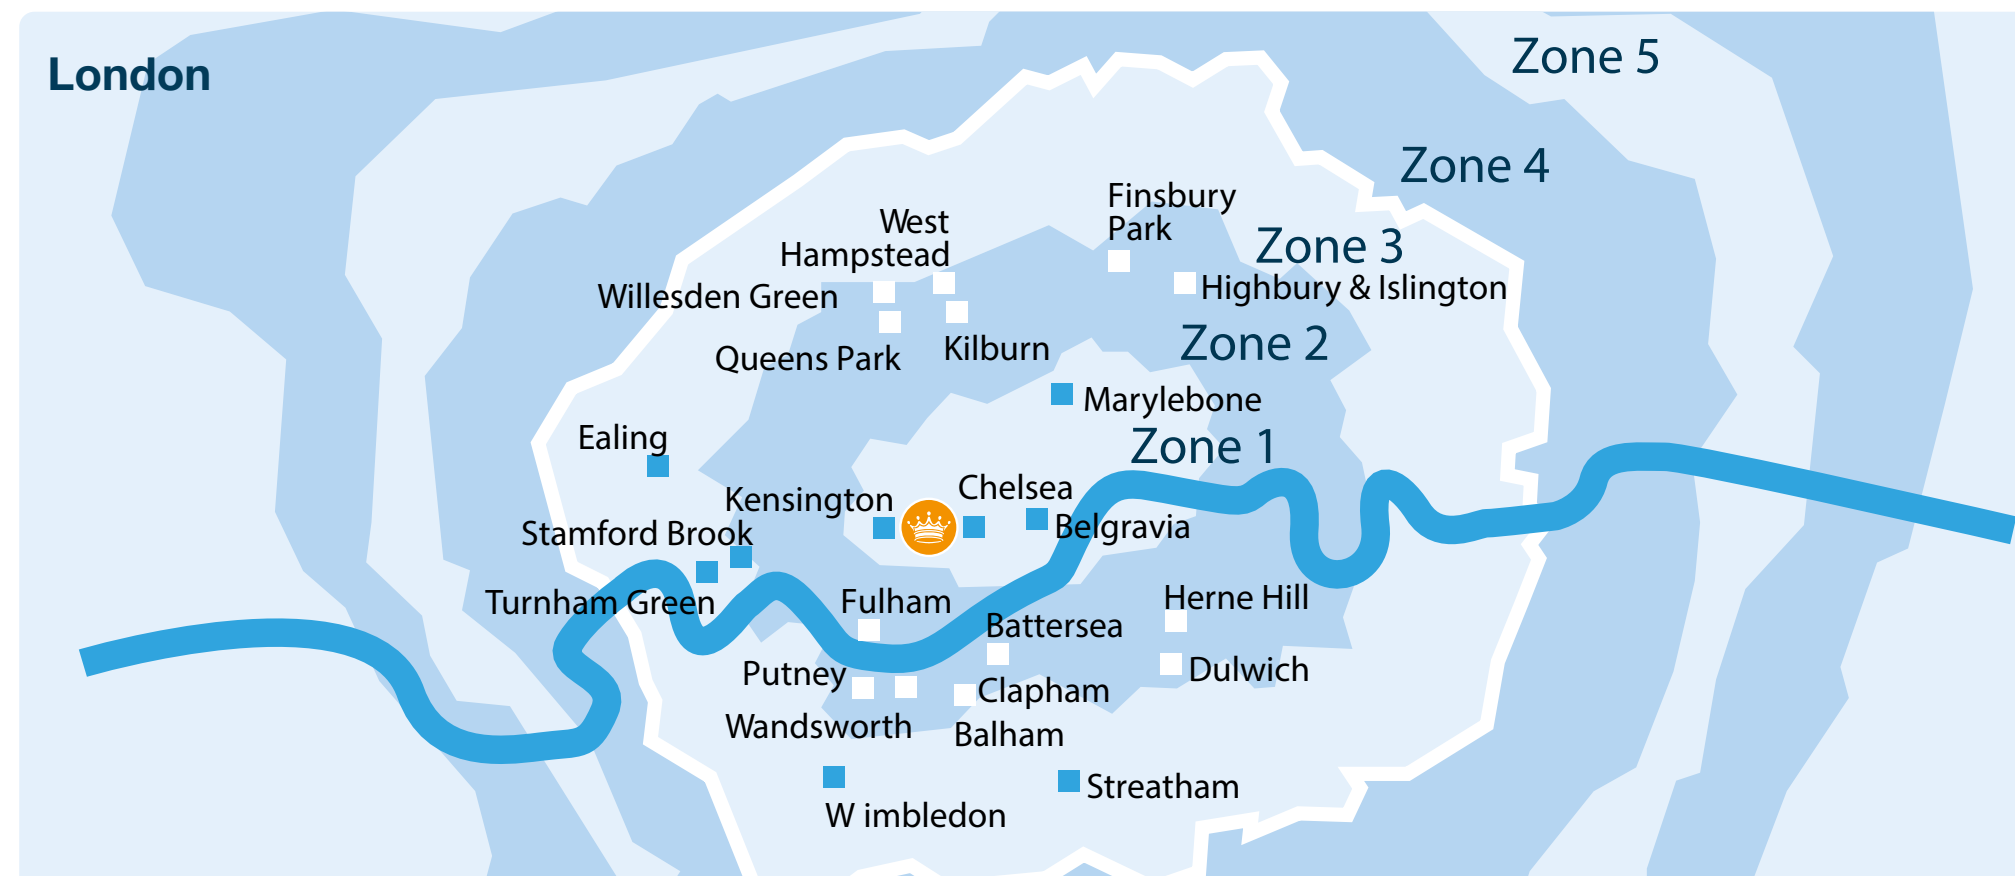 London
Zone 5
Zone 4
Finsbury
Park
West
Hampstead
Zone 3
Willesden Green
Highbury & Islington
Zone 2
Queens Park
Kilburn
Marylebone
Ealing
Zone 1
Kensington
Chelsea
Stamford Brook
Belgravia
Turnham Green
Fulham
Herne Hill
Battersea
Putney
Dulwich
Clapham
Wandsworth
Balham
Streatham
W imbledon